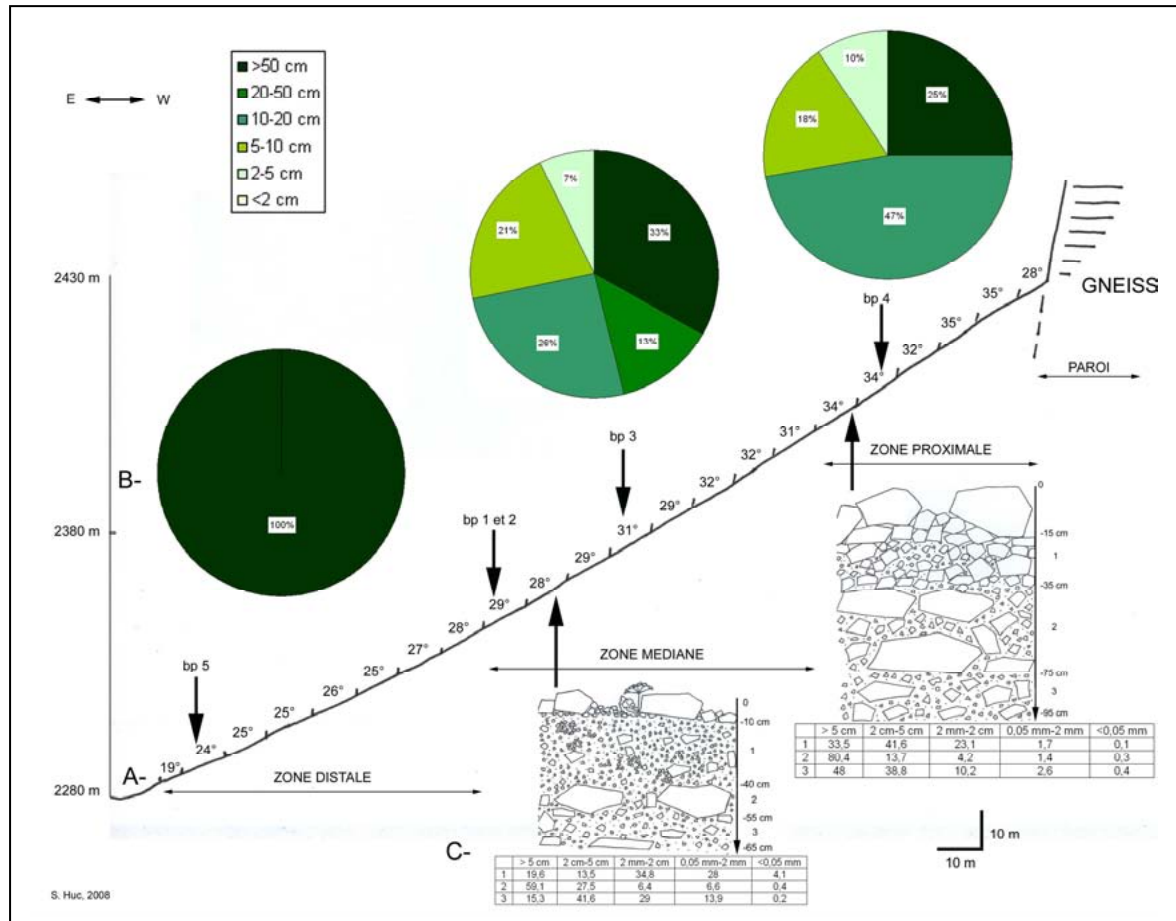 >50 cm
20-50 cm
10-20 cm
5-10 cm
2-5 cm
<2 cm
E W
10%
25%
18%
47%
7%
33%
21%
26%
13%
100%
2430 m
2380 m
2280 m
B-
A-
C-
GNEISS
PAROI
28°
35°
35°
32°
bp 4
34°
34°
31°
32°
32°
29°
bp 3
31°
29°
28°
bp 1 et 2
29°
28°
27°
25°
26°
25°
25°
bp 5
24°
19°
ZONE PROXIMALE
ZONE MEDIANE
ZONE DISTALE
0
-15 cm
1
-35 cm
2
-75 cm
3
-95 cm
> 5 cm 2 cm-5 cm 2 mm-2 cm 0,05 mm-2 mm <0,05 mm
1 33,5 41,6 23,1 1,7 0,1
2 80,4 13,7 4,2 1,4 0,3
3 48 38,8 10,2 2,6 0,4
0
-10 cm
1
-40 cm
2
-55 cm
3
-65 cm
> 5 cm 2 cm-5 cm 2 mm-2 cm 0,05 mm-2 mm <0,05 mm
1 19,6 13,5 34,8 28 4,1
2 59,1 27,5 6,4 6,6 0,4
3 15,3 41,6 29 13,9 0,2
10 m
10 m
S. Huc, 2008